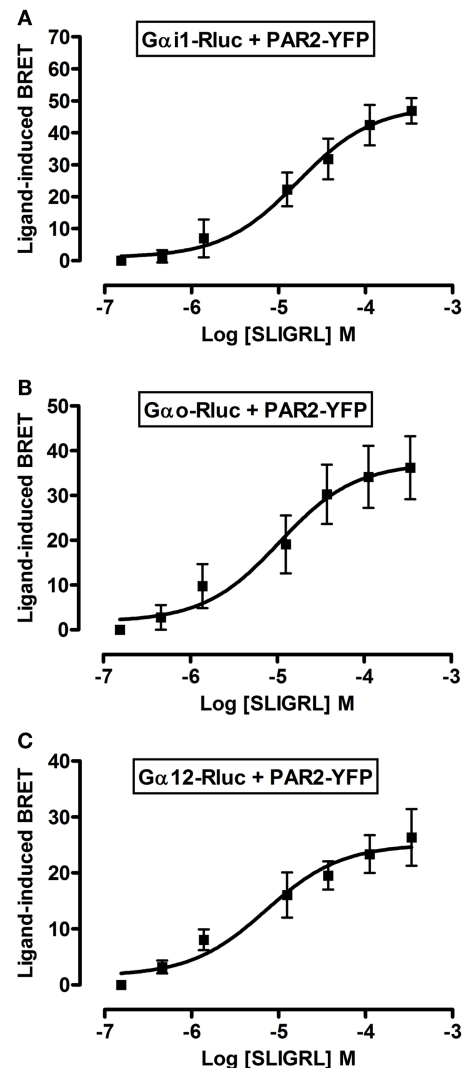 A
Gαi1-Rluc + PAR2-YFP
Ligand-induced BRET
70
60
50
40
30
20
10
0
-7 -6 -5 -4 -3
Log [SLIGRL] M
B
Gαo-Rluc + PAR2-YFP
Ligand-induced BRET
50
40
30
20
10
0
-7 -6 -5 -4 -3
Log [SLIGRL] M
C
Gα12-Rluc + PAR2-YFP
Ligand-induced BRET
40
30
20
10
0
-7 -6 -5 -4 -3
Log [SLIGRL] M